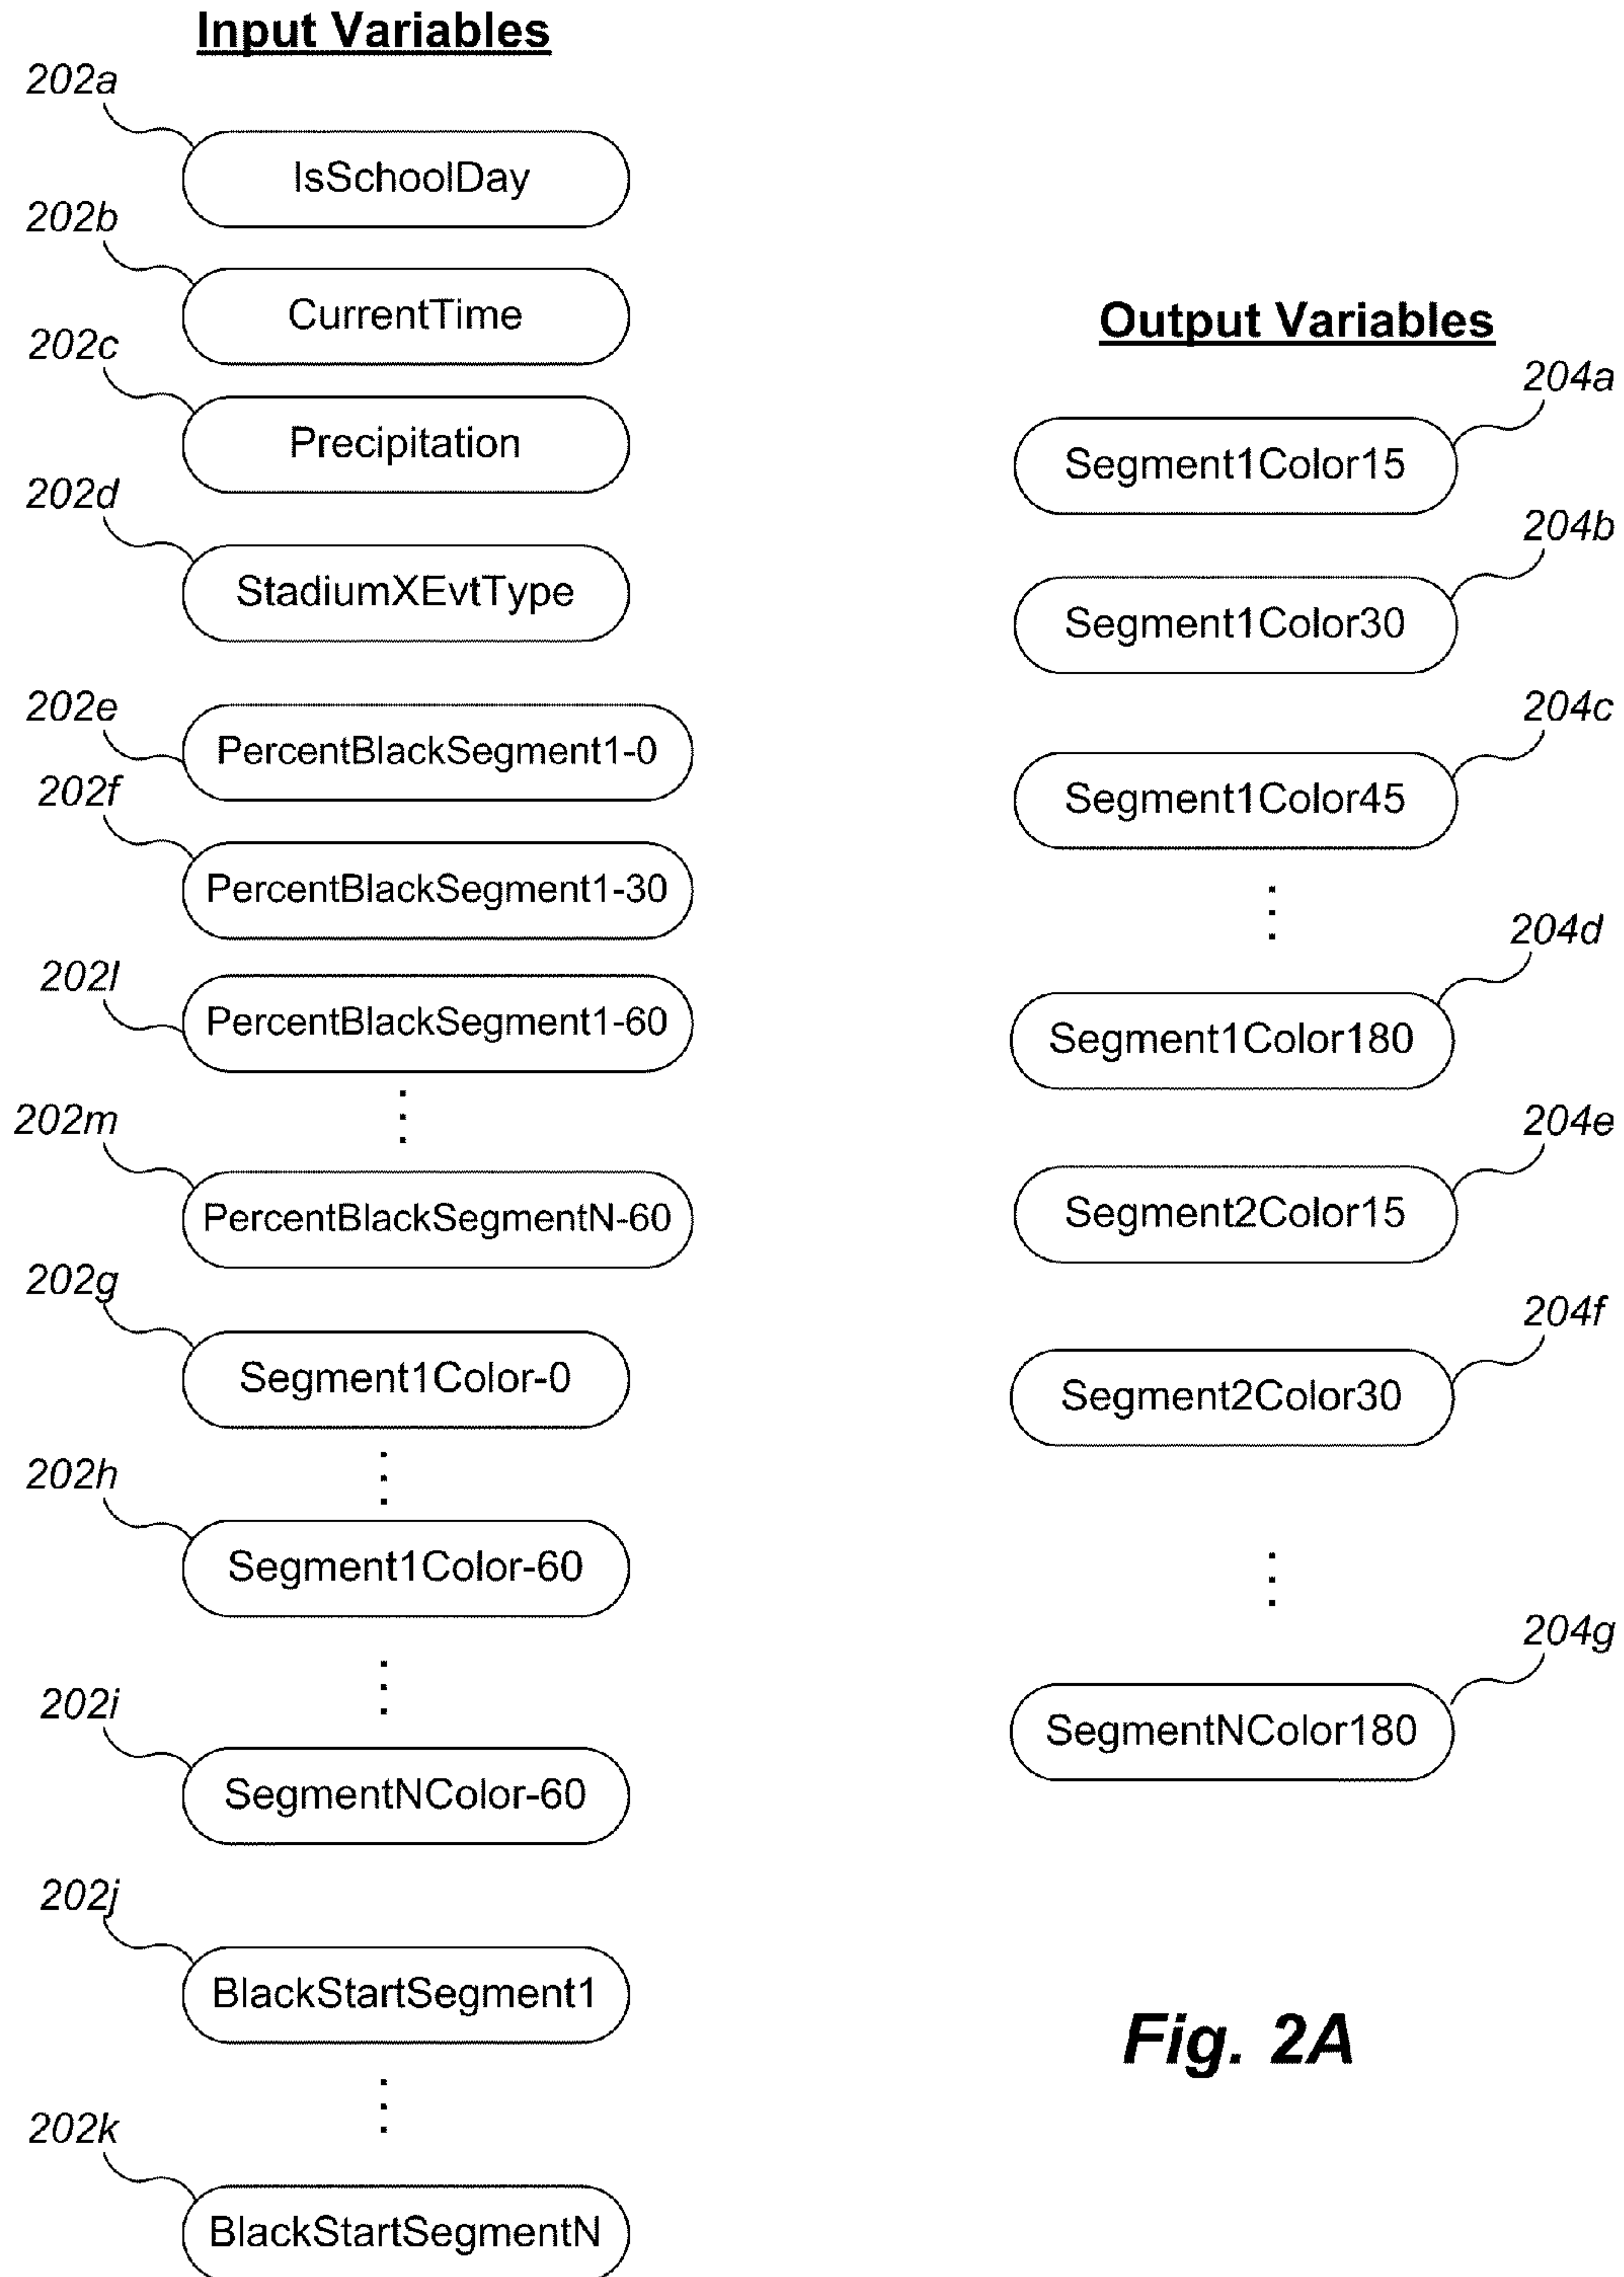 Input Variables
202a
IsSchoolDay
202b
CurrentTime
202c
Precipitation
202d
StadiumXEvtType
202e
PercentBlackSegment1-0
202f
PercentBlackSegment1-30
202l
PercentBlackSegment1-60
202m
PercentBlackSegmentN-60
202g
Segment1Color-0
202h
Segment1Color-60
202i
SegmentNColor-60
202j
BlackStartSegment1
202k
BlackStartSegmentN
Output Variables
204a
Segment1Color15
204b
Segment1Color30
204c
Segment1Color45
204d
Segment1Color180
204e
Segment2Color15
204f
Segment2Color30
204g
SegmentNColor180
Fig. 2A